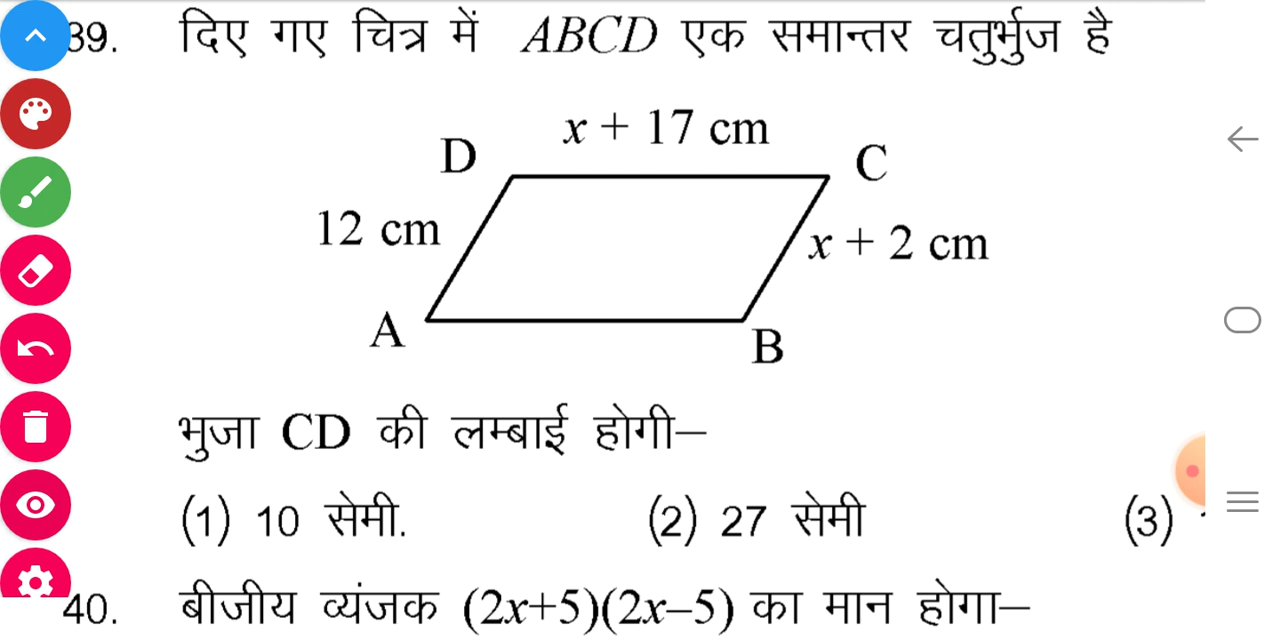 39. दिए गए चित्र में ABCD एक समान्तर चतुर्भुज है
x + 17 cm
D C
12 cm x + 2 cm
A B
भुजा CD की लम्बाई होगी–
(1) 10 सेमी. (2) 27 सेमी (3)
40. बीजीय व्यंजक (2x+5)(2x–5) का मान होगा–